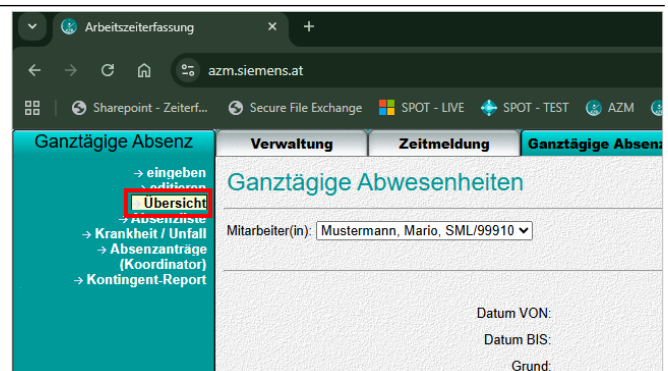 Arbeitszeiterfassung
azm.siemens.at
Sharepoint - Zeiterf... Secure File Exchange SPOT - LIVE SPOT - TEST AZM
Ganztägige Absenz Verwaltung Zeitmeldung Ganztägige Absenz
→ eingeben
→ editieren
Übersicht
→ Absenzliste
→ Krankheit / Unfall
→ Absenzanträge
(Koordinator)
→ Kontingent-Report
Ganztägige Abwesenheiten
Mitarbeiter(in): Mustermann, Mario, SML/99910
Datum VON:
Datum BIS:
Grund: